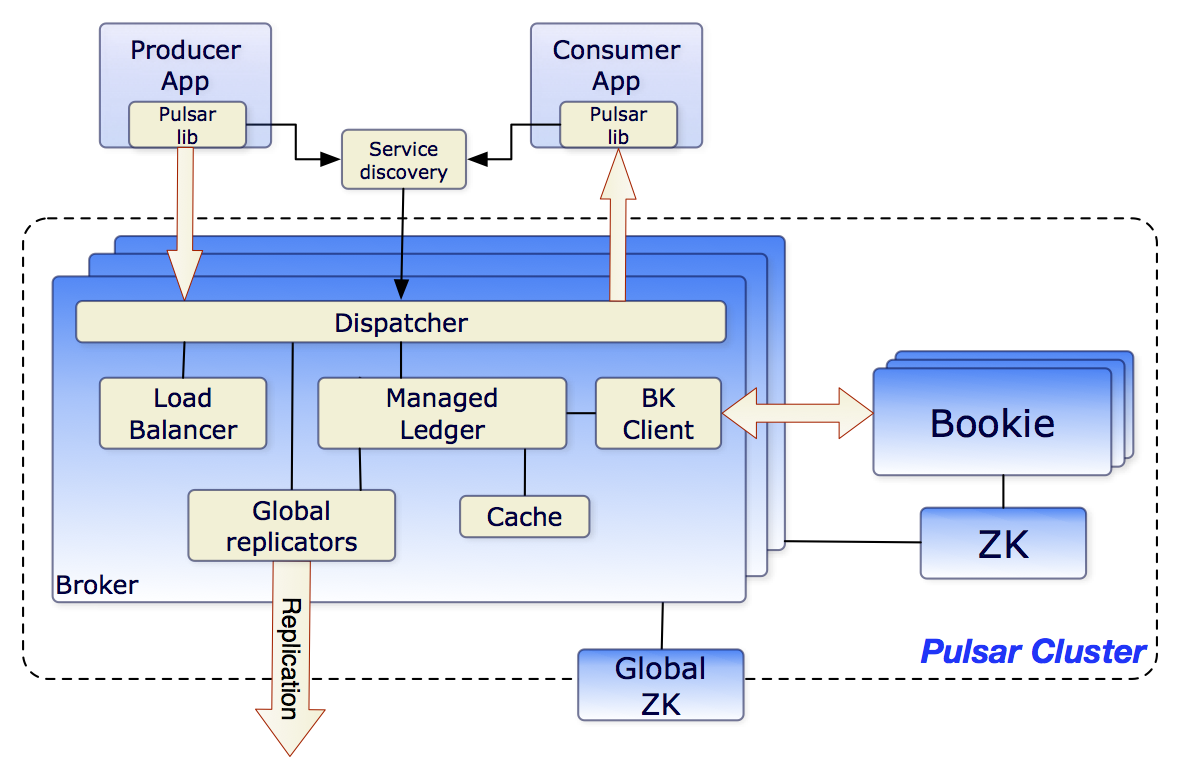 Producer
App
Pulsar
lib
Consumer
App
Pulsar
lib
Service
discovery
Dispatcher
Load
Balancer
Managed
Ledger
BK
Client
Bookie
Global
replicators
Cache
ZK
Broker
Replication
Pulsar Cluster
Global
ZK